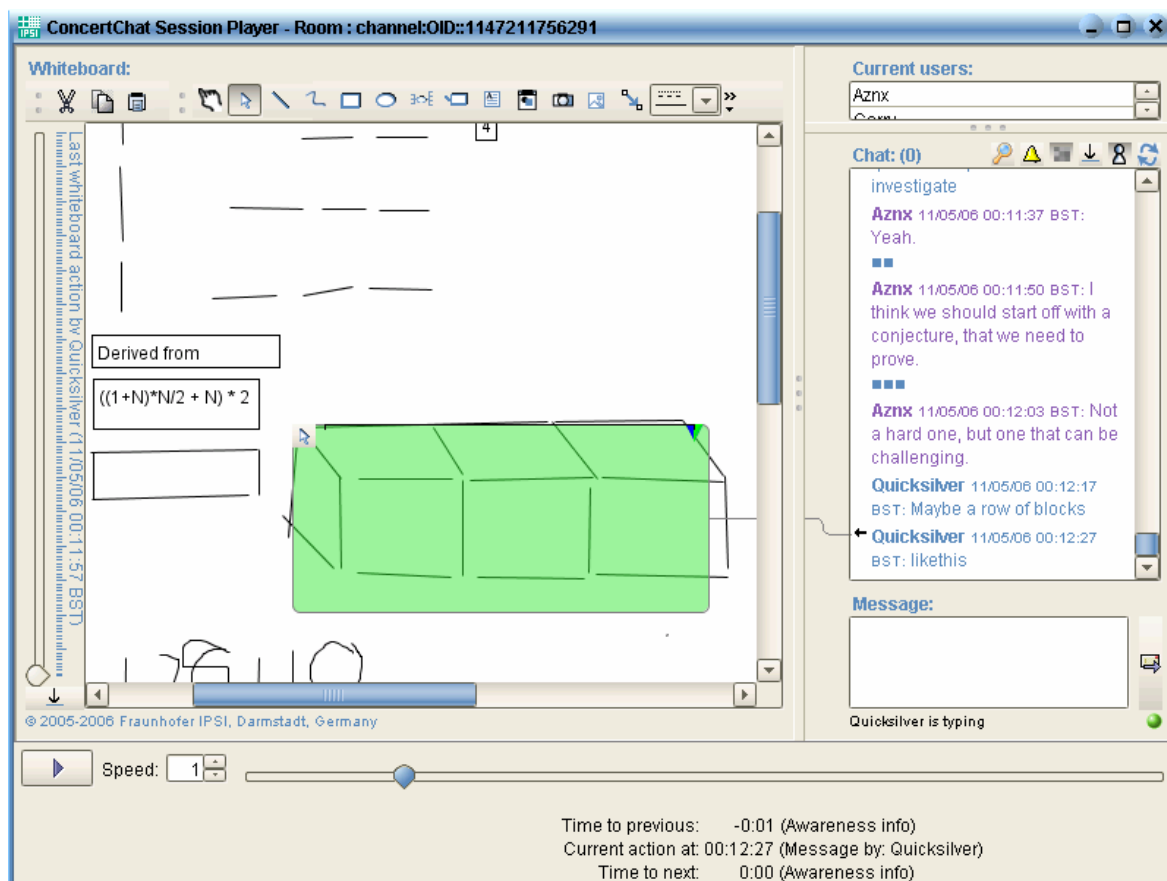 ConcertChat Session Player - Room : channel:OID::1147211756291
Whiteboard:
Last whiteboard action by Quicksilver (11/05/06 00:11:57 BST)
4
Derived from
((1+N)*N/2 + N) * 2
Current users:
Aznx
Gerry
Chat: (0)
investigate
Aznx 11/05/06 00:11:37 BST:
Yeah.
Aznx 11/05/06 00:11:50 BST: I
think we should start off with a
conjecture, that we need to
prove.
Aznx 11/05/06 00:12:03 BST: Not
a hard one, but one that can be
challenging.
Quicksilver 11/05/06 00:12:17
BST: Maybe a row of blocks
Quicksilver 11/05/06 00:12:27
BST: likethis
Message:
Quicksilver is typing
© 2005-2006 Fraunhofer IPSI, Darmstadt, Germany
Speed: 1
Time to previous: -0:01 (Awareness info)
Current action at: 00:12:27 (Message by: Quicksilver)
Time to next: 0:00 (Awareness info)